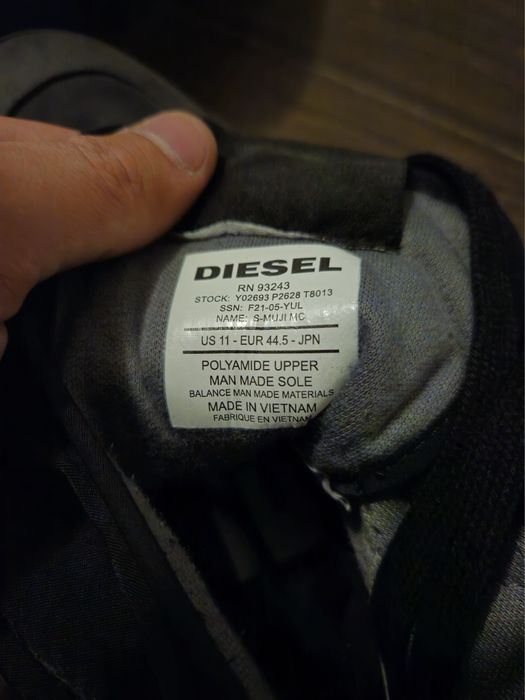 DIESEL
RN 93243
STOCK: Y02693 P2628 T8013
SSN: F21-05-YUL
NAME: S-MUJI MC
US 11 - EUR 44.5 - JPN
POLYAMIDE UPPER
MAN MADE SOLE
BALANCE MAN MADE MATERIALS
MADE IN VIETNAM
FABRIQUE EN VIETNAM